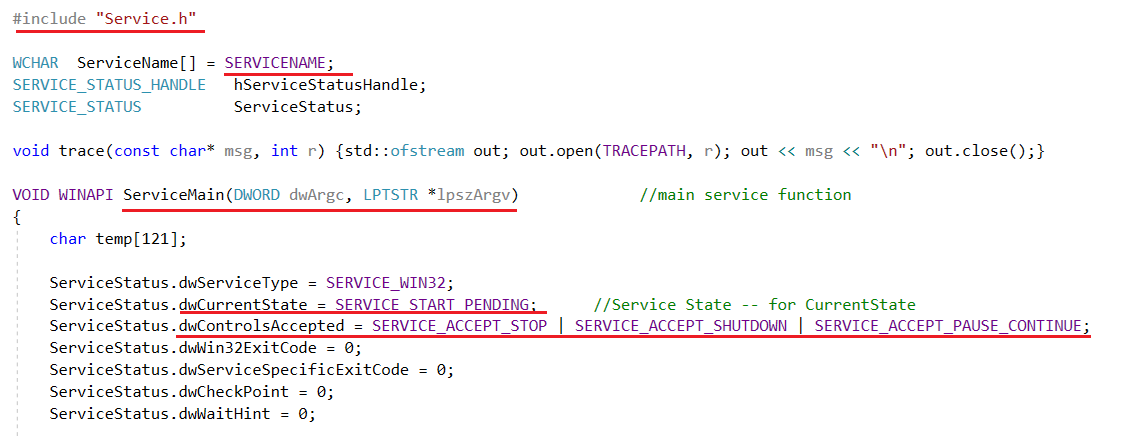 #include "Service.h"
WCHAR  ServiceName[] = SERVICENAME;
SERVICE_STATUS_HANDLE   hServiceStatusHandle;
SERVICE_STATUS          ServiceStatus;
void trace(const char* msg, int r) {std::ofstream out; out.open(TRACEPATH, r); out << msg << "\n"; out.close();}
VOID WINAPI ServiceMain(DWORD dwArgc, LPTSTR *lpszArgv)             //main service function
{
    char temp[121];
    ServiceStatus.dwServiceType = SERVICE_WIN32;
    ServiceStatus.dwCurrentState = SERVICE_START_PENDING;      //Service State -- for CurrentState
    ServiceStatus.dwControlsAccepted = SERVICE_ACCEPT_STOP | SERVICE_ACCEPT_SHUTDOWN | SERVICE_ACCEPT_PAUSE_CONTINUE;
    ServiceStatus.dwWin32ExitCode = 0;
    ServiceStatus.dwServiceSpecificExitCode = 0;
    ServiceStatus.dwCheckPoint = 0;
    ServiceStatus.dwWaitHint = 0;